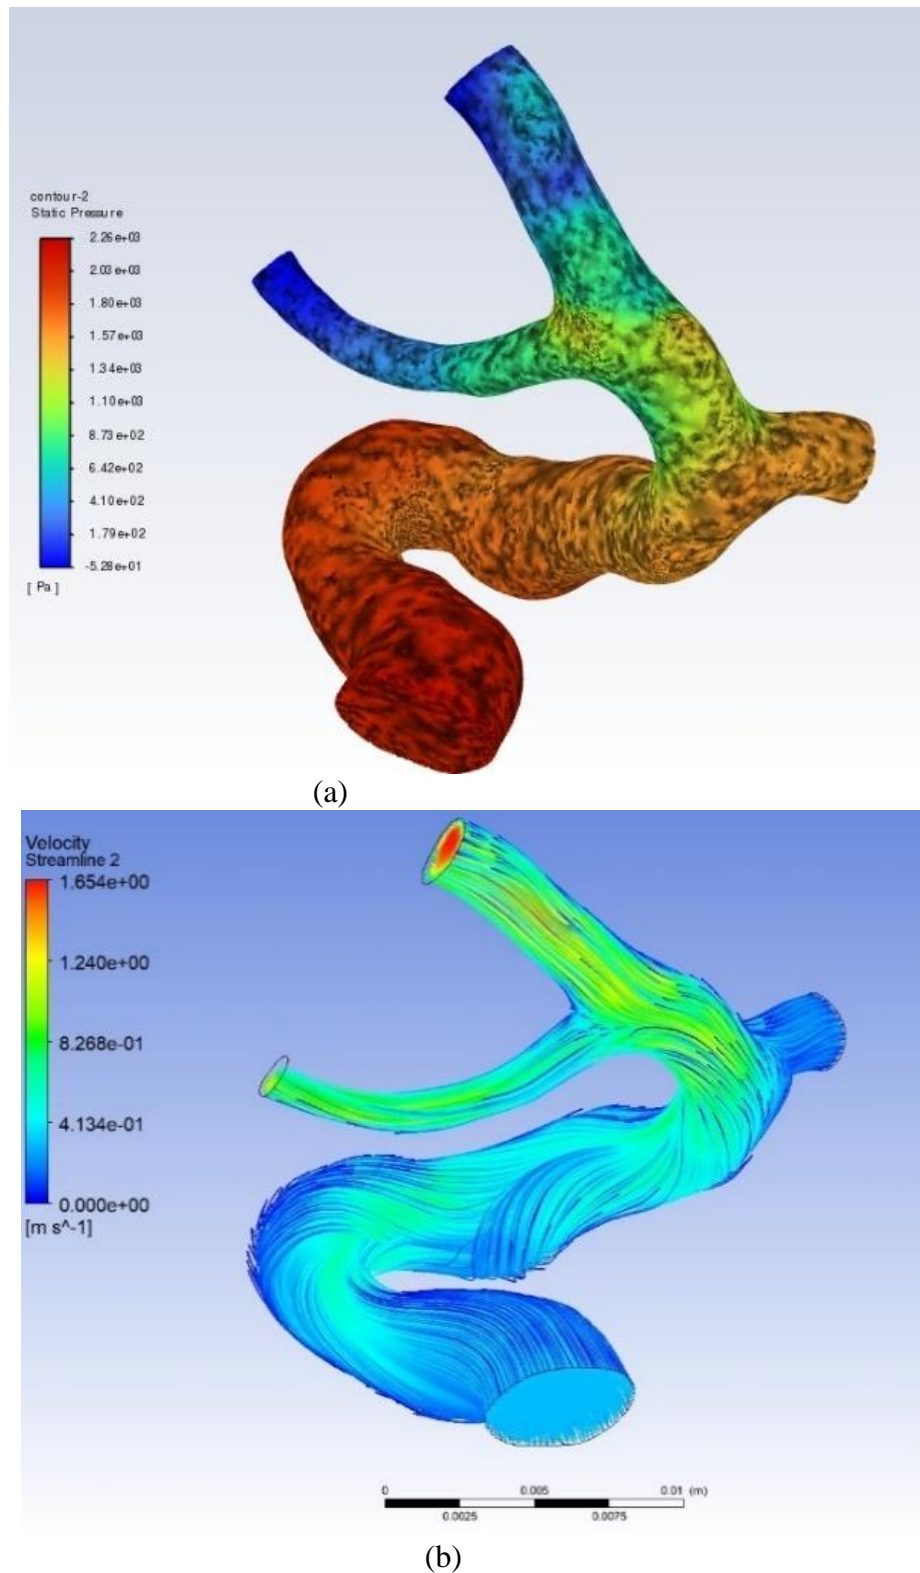 contour-2
Static Pressure
2.26e+03
2.03e+03
1.80e+03
1.57e+03
1.34e+03
1.10e+03
8.73e+02
6.42e+02
4.10e+02
1.79e+02
-5.28e+01
[ Pa ]
(a)
Velocity
Streamline 2
1.654e+00
1.240e+00
8.268e-01
4.134e-01
0.000e+00
[m s^-1]
0 0.005 0.01 (m)
0.0025 0.0075
(b)